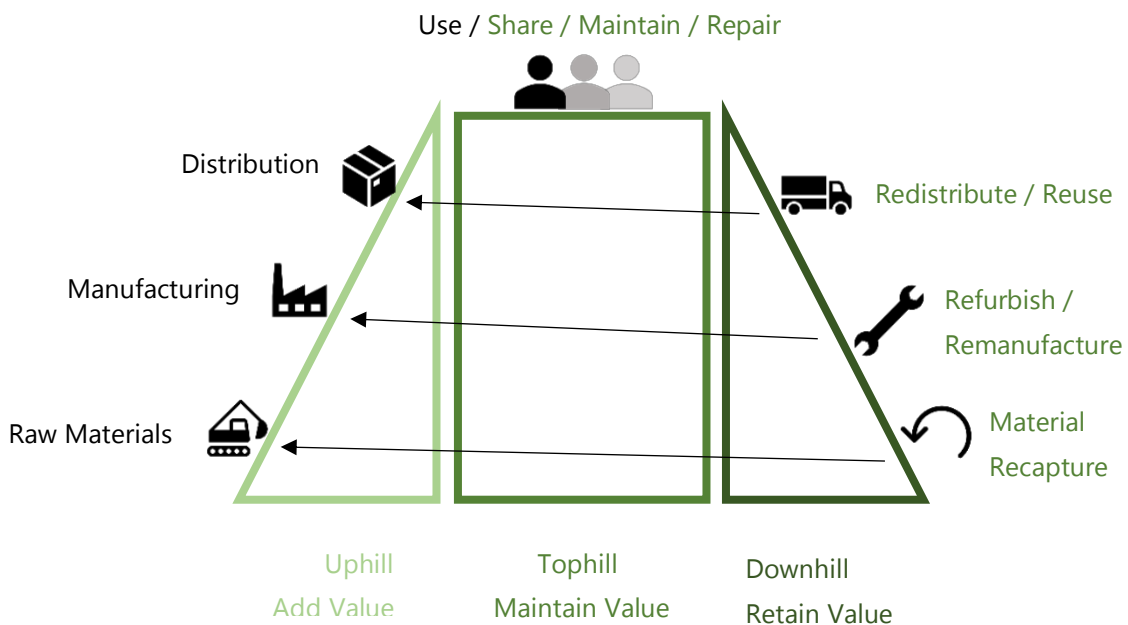 Use / Share / Maintain / Repair
Distribution
Redistribute / Reuse
Manufacturing
Refurbish /
Remanufacture
Raw Materials
Material
Recapture
Uphill
Add Value
Tophill
Maintain Value
Downhill
Retain Value